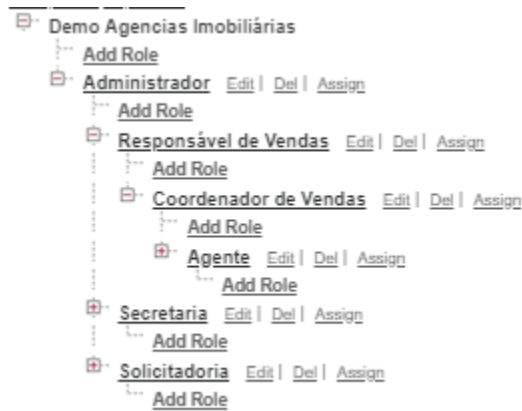 Demo Agencias Imobiliárias
Add Role
Administrador Edit| Del| Assign
Add Role
Responsável de Vendas Edit| Del| Assign
Add Role
Coordenador de Vendas Edit| Del| Assign
Add Role
Agente Edit| Del| Assign
Add Role
Secretaria Edit| Del| Assign
Add Role
Solicitadoria Edit| Del| Assign
Add Role